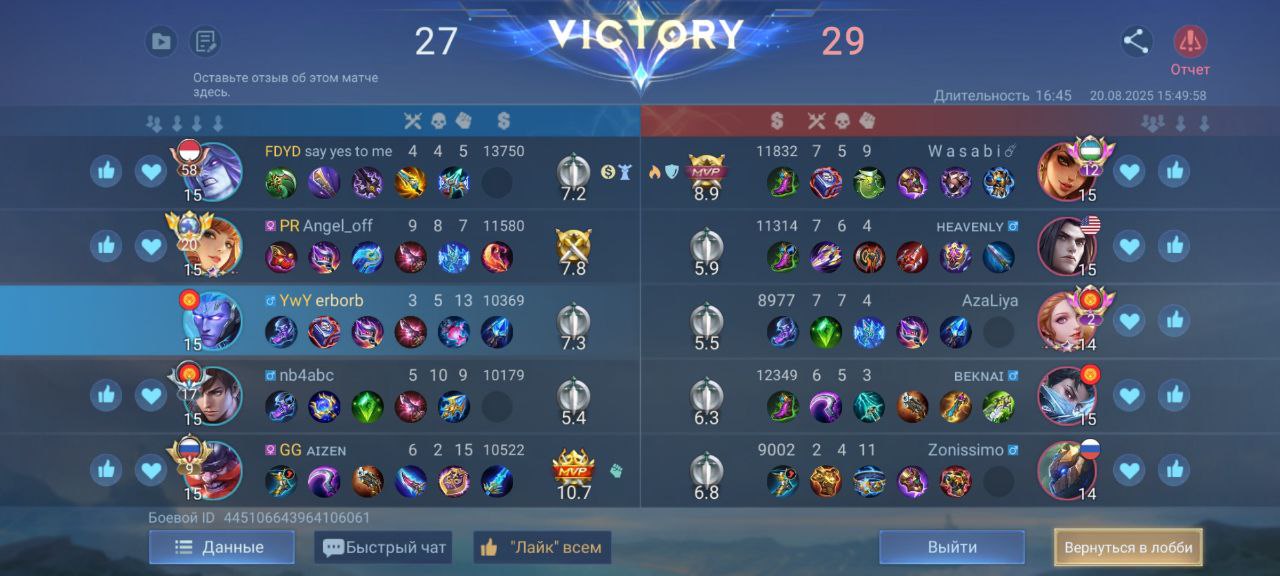 27 VICTORY 29
Оставьте отзыв об этом матче
здесь.
Отчет
Длительность 16:45 20.08.2025 15:49:58
58 15 FDYD say yes to me 4 4 5 13750 7.2
MVP 8.9 11832 7 5 9 Wasabi♂ 12 15
20 15 PR Angel_off 9 8 7 11580 7.8
5.9 11314 7 6 4 HEAVENLY 15
15 YwY erborb 3 5 13 10369 7.3
5.5 8977 7 7 4 AzaLiya 2 14
17 15 nb4abc 5 10 9 10179 5.4
6.3 12349 6 5 3 BEKNAI 15
9 15 GG AIZEN 6 2 15 10522 MVP 10.7
6.8 9002 2 4 11 Zonissimo 14
Боевой ID 445106643964106061
Данные Быстрый чат "Лайк" всем Выйти Вернуться в лобби